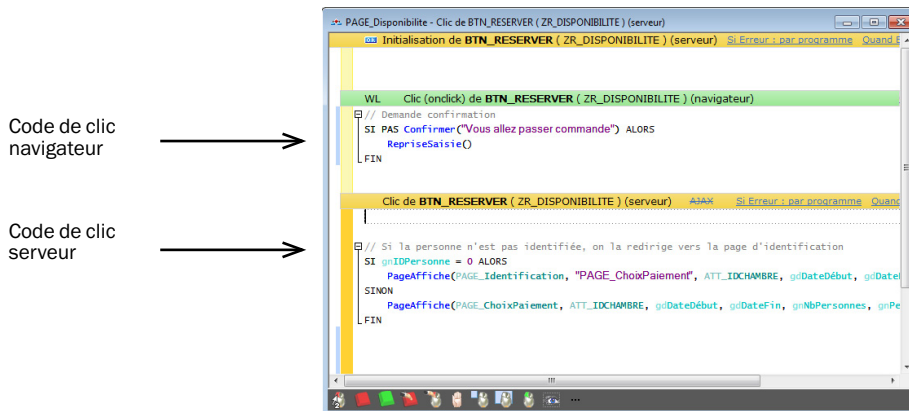 PAGE_Disponibilite - Clic de BTN_RESERVER ( ZR_DISPONIBILITE ) (serveur)
Initialisation de BTN_RESERVER ( ZR_DISPONIBILITE ) (serveur) Si Erreur : par programme Quand E
WL Clic (onclick) de BTN_RESERVER ( ZR_DISPONIBILITE ) (navigateur)
Code de clic
navigateur
// Demande confirmation
SI PAS Confirmer("Vous allez passer commande") ALORS
RepriseSaisie()
FIN
Clic de BTN_RESERVER ( ZR_DISPONIBILITE ) (serveur) AJAX Si Erreur : par programme Quand
Code de clic
serveur
// Si la personne n'est pas identifiée, on la redirige vers la page d'identification
SI gnIDPersonne = 0 ALORS
PageAffiche(PAGE_Identification, "PAGE_ChoixPaiement", ATT_IDCHAMBRE, gdDateDébut, gdDate
SINON
PageAffiche(PAGE_ChoixPaiement, ATT_IDCHAMBRE, gdDateDébut, gdDateFin, gnNbPersonnes, gnPe
FIN